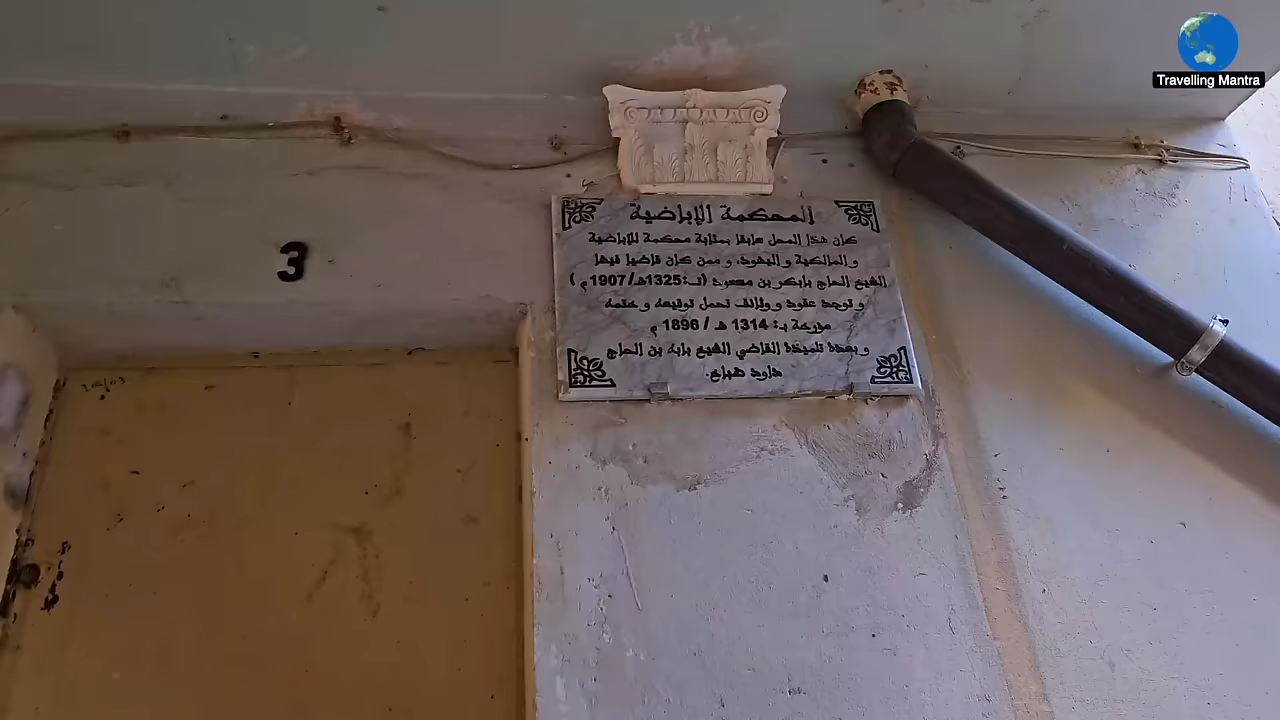 Travelling Mantra
المحكمة الإباضية
كان هذا المحل سابقا بمثابة محكمة للإباضية
والمالكية واليهود، وممن كان قاضيا فيها
الشيخ الحاج بابكر بن مسعود (ت:1325هـ/1907م)
وتوجد عقود ووثائق تحمل توقيعه وختمه
مؤرخة بـ: 1314 هـ / 1896 م
وبعده تلميذه القاضي الشيخ بابه بن الحاج
داود هباج.
3